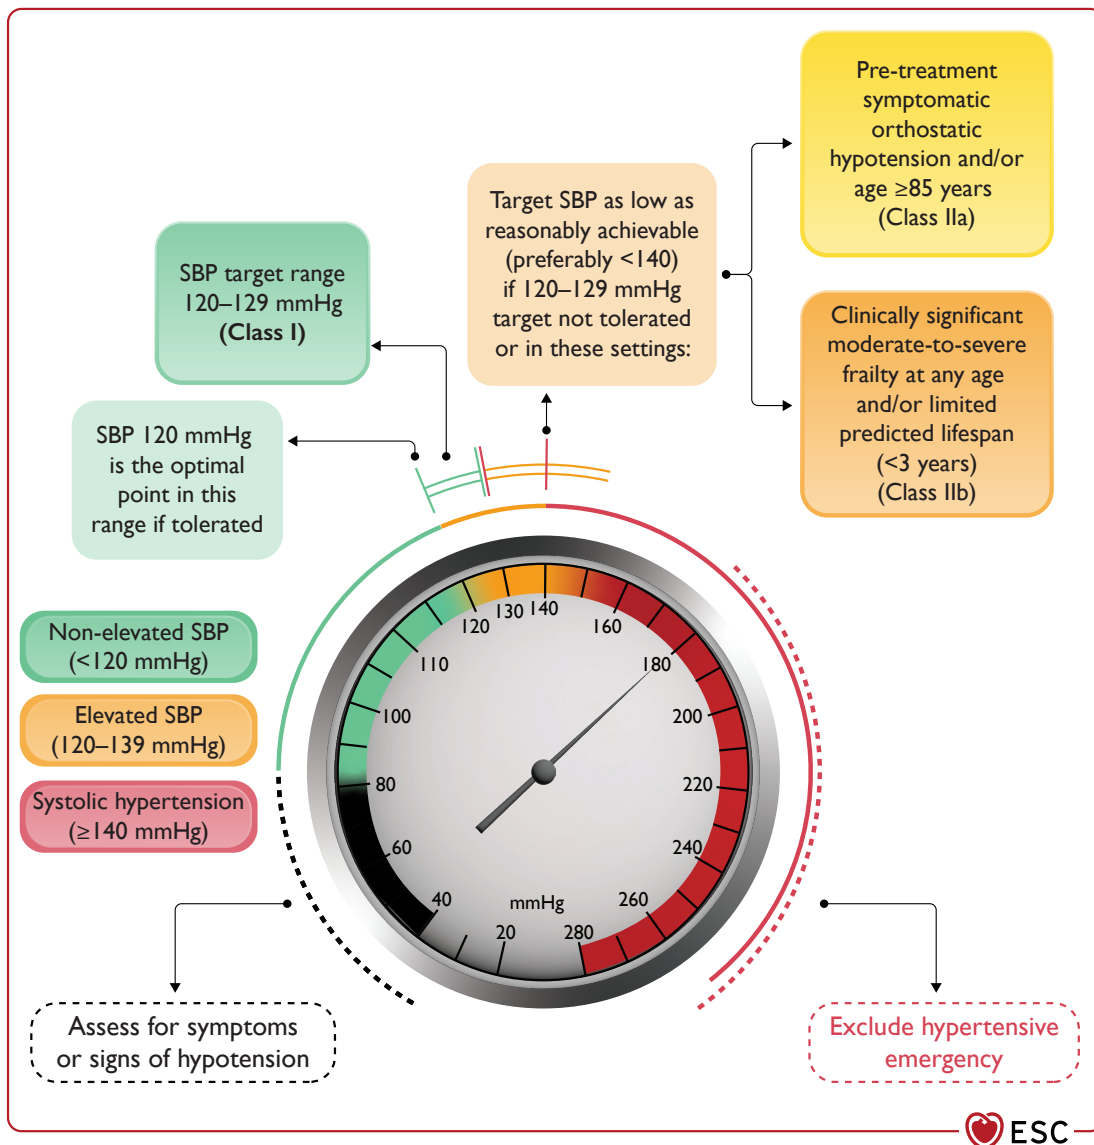 Pre-treatment
symptomatic
orthostatic
hypotension and/or
age ≥85 years
(Class IIa)
Target SBP as low as
reasonably achievable
(preferably <140)
if 120–129 mmHg
target not tolerated
or in these settings:
SBP target range
120–129 mmHg
(Class I)
Clinically significant
moderate-to-severe
frailty at any age
and/or limited
predicted lifespan
(<3 years)
(Class IIb)
SBP 120 mmHg
is the optimal
point in this
range if tolerated
Non-elevated SBP
(<120 mmHg)
Elevated SBP
(120–139 mmHg)
Systolic hypertension
(≥140 mmHg)
20
40
60
80
100
110
120
130
140
160
180
200
220
240
260
280
mmHg
Assess for symptoms
or signs of hypotension
Exclude hypertensive
emergency
ESC